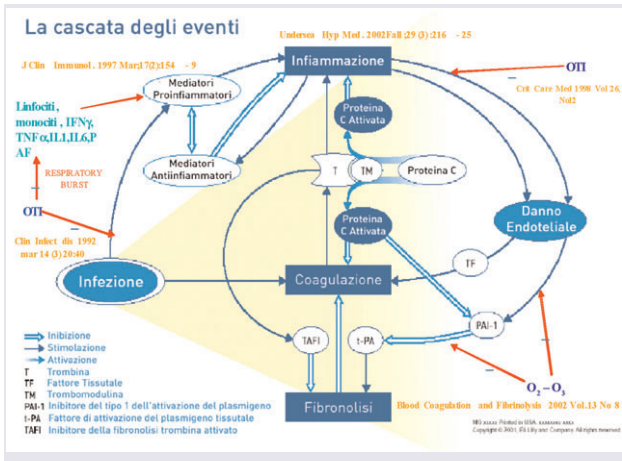 La cascata degli eventi
Undersea Hyp Med. 2002Fall ;29 (3) :216 - 25
J Clin Immunol. 1997 Mar;17(2):154 - 9
Infiammazione
OTI
Crit Care Med 1998 Vol 26,
No12
Mediatori
Proinfiammatori
Linfociti ,
monociti , IFNγ,
TNFα,IL1,IL6,P
AF
Proteina
C Attivata
RESPIRATORY
BURST
Mediatori
Antiinfiammatori
T
TM
Proteina C
OTI
Clin Infect dis 1992
mar 14 (3) 20:40
Proteina
C Attivata
Danno
Endoteliale
Infezione
Coagulazione
TF
PAI-1
TAFI
t-PA
O2 – O3
Fibronolisi
Blood Coagulation and Fibrinolysis 2002 Vol.13 No 8
Inibizione
Stimolazione
Attivazione
T Trombina
TF Fattore Tissutale
TM Trombomodulina
PAI-1 Inibitore del tipo 1 dell'attivazione del plasmigeno
t-PA Fattore di attivazione del plasmigeno tissutale
TAFI Inibitore della fibronolisi trombina attivato
Printed in USA.
Copyright © 2001, Eli Lilly and Company. All rights reserved.